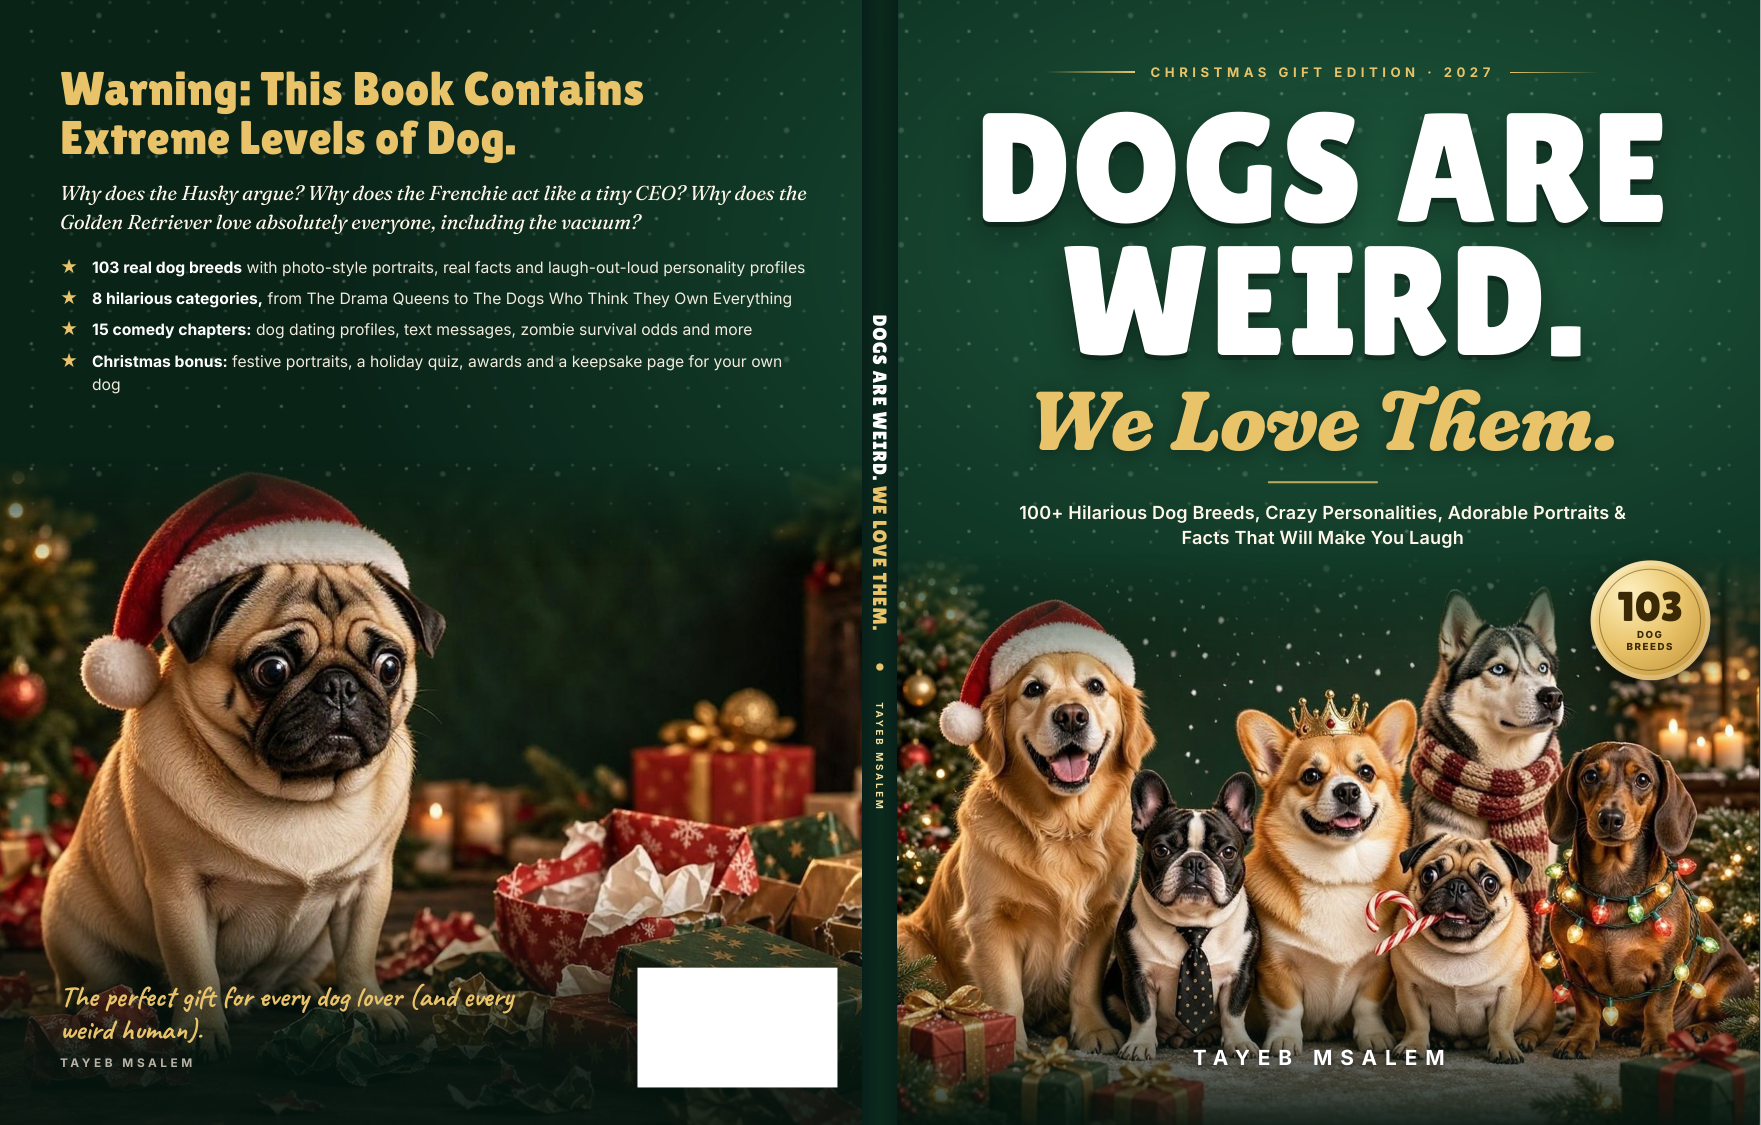 Warning: This Book Contains
Extreme Levels of Dog.
Why does the Husky argue? Why does the Frenchie act like a tiny CEO? Why does the
Golden Retriever love absolutely everyone, including the vacuum?
★ 103 real dog breeds with photo-style portraits, real facts and laugh-out-loud personality profiles
★ 8 hilarious categories, from The Drama Queens to The Dogs Who Think They Own Everything
★ 15 comedy chapters: dog dating profiles, text messages, zombie survival odds and more
★ Christmas bonus: festive portraits, a holiday quiz, awards and a keepsake page for your own
dog
The perfect gift for every dog lover (and every
weird human).
TAYEB MSALEM
DOGS ARE WEIRD. WE LOVE THEM. • TAYEB MSALEM
CHRISTMAS GIFT EDITION · 2027
DOGS ARE
WEIRD.
We Love Them.
100+ Hilarious Dog Breeds, Crazy Personalities, Adorable Portraits &
Facts That Will Make You Laugh
103
DOG
BREEDS
TAYEB MSALEM